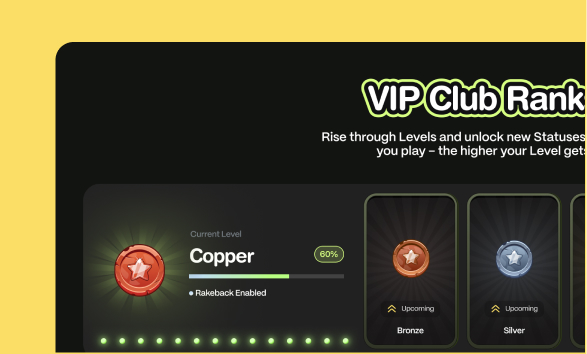 VIP Club Rank
Rise through Levels and unlock new Statuses
you play – the higher your Level gets
Current Level
Copper
60%
Rakeback Enabled
Upcoming
Bronze
Upcoming
Silver